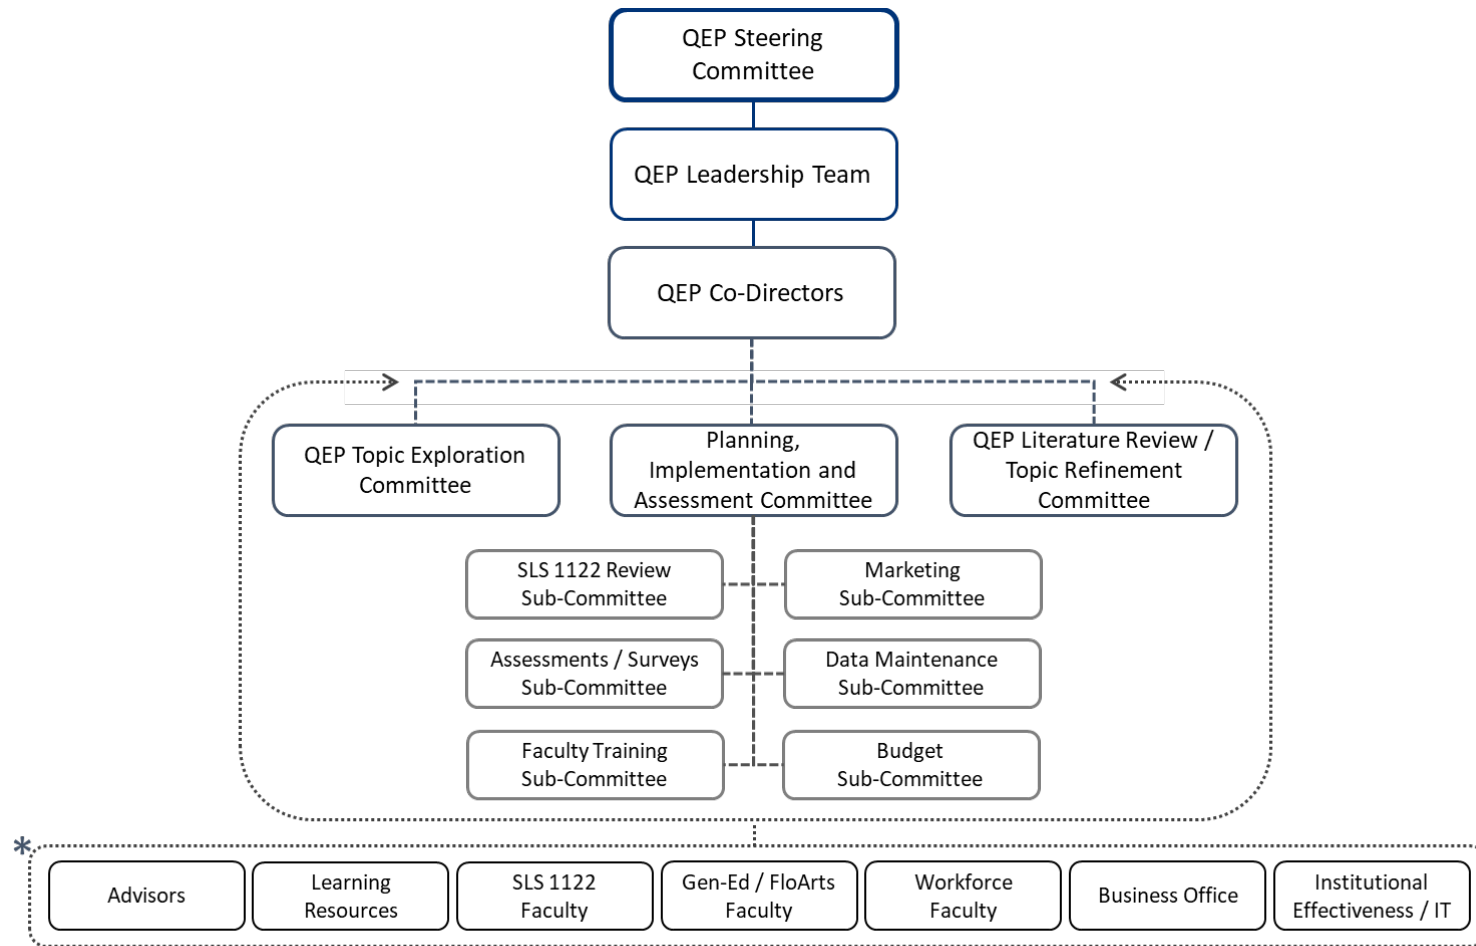 QEP Steering
Committee
QEP Leadership Team
QEP Co-Directors
QEP Topic Exploration
Committee
Planning,
Implementation and
Assessment Committee
QEP Literature Review /
Topic Refinement
Committee
SLS 1122 Review
Sub-Committee
Marketing
Sub-Committee
Assessments / Surveys
Sub-Committee
Data Maintenance
Sub-Committee
Faculty Training
Sub-Committee
Budget
Sub-Committee
*
Advisors
Learning
Resources
SLS 1122
Faculty
Gen-Ed / FloArts
Faculty
Workforce
Faculty
Business Office
Institutional
Effectiveness / IT